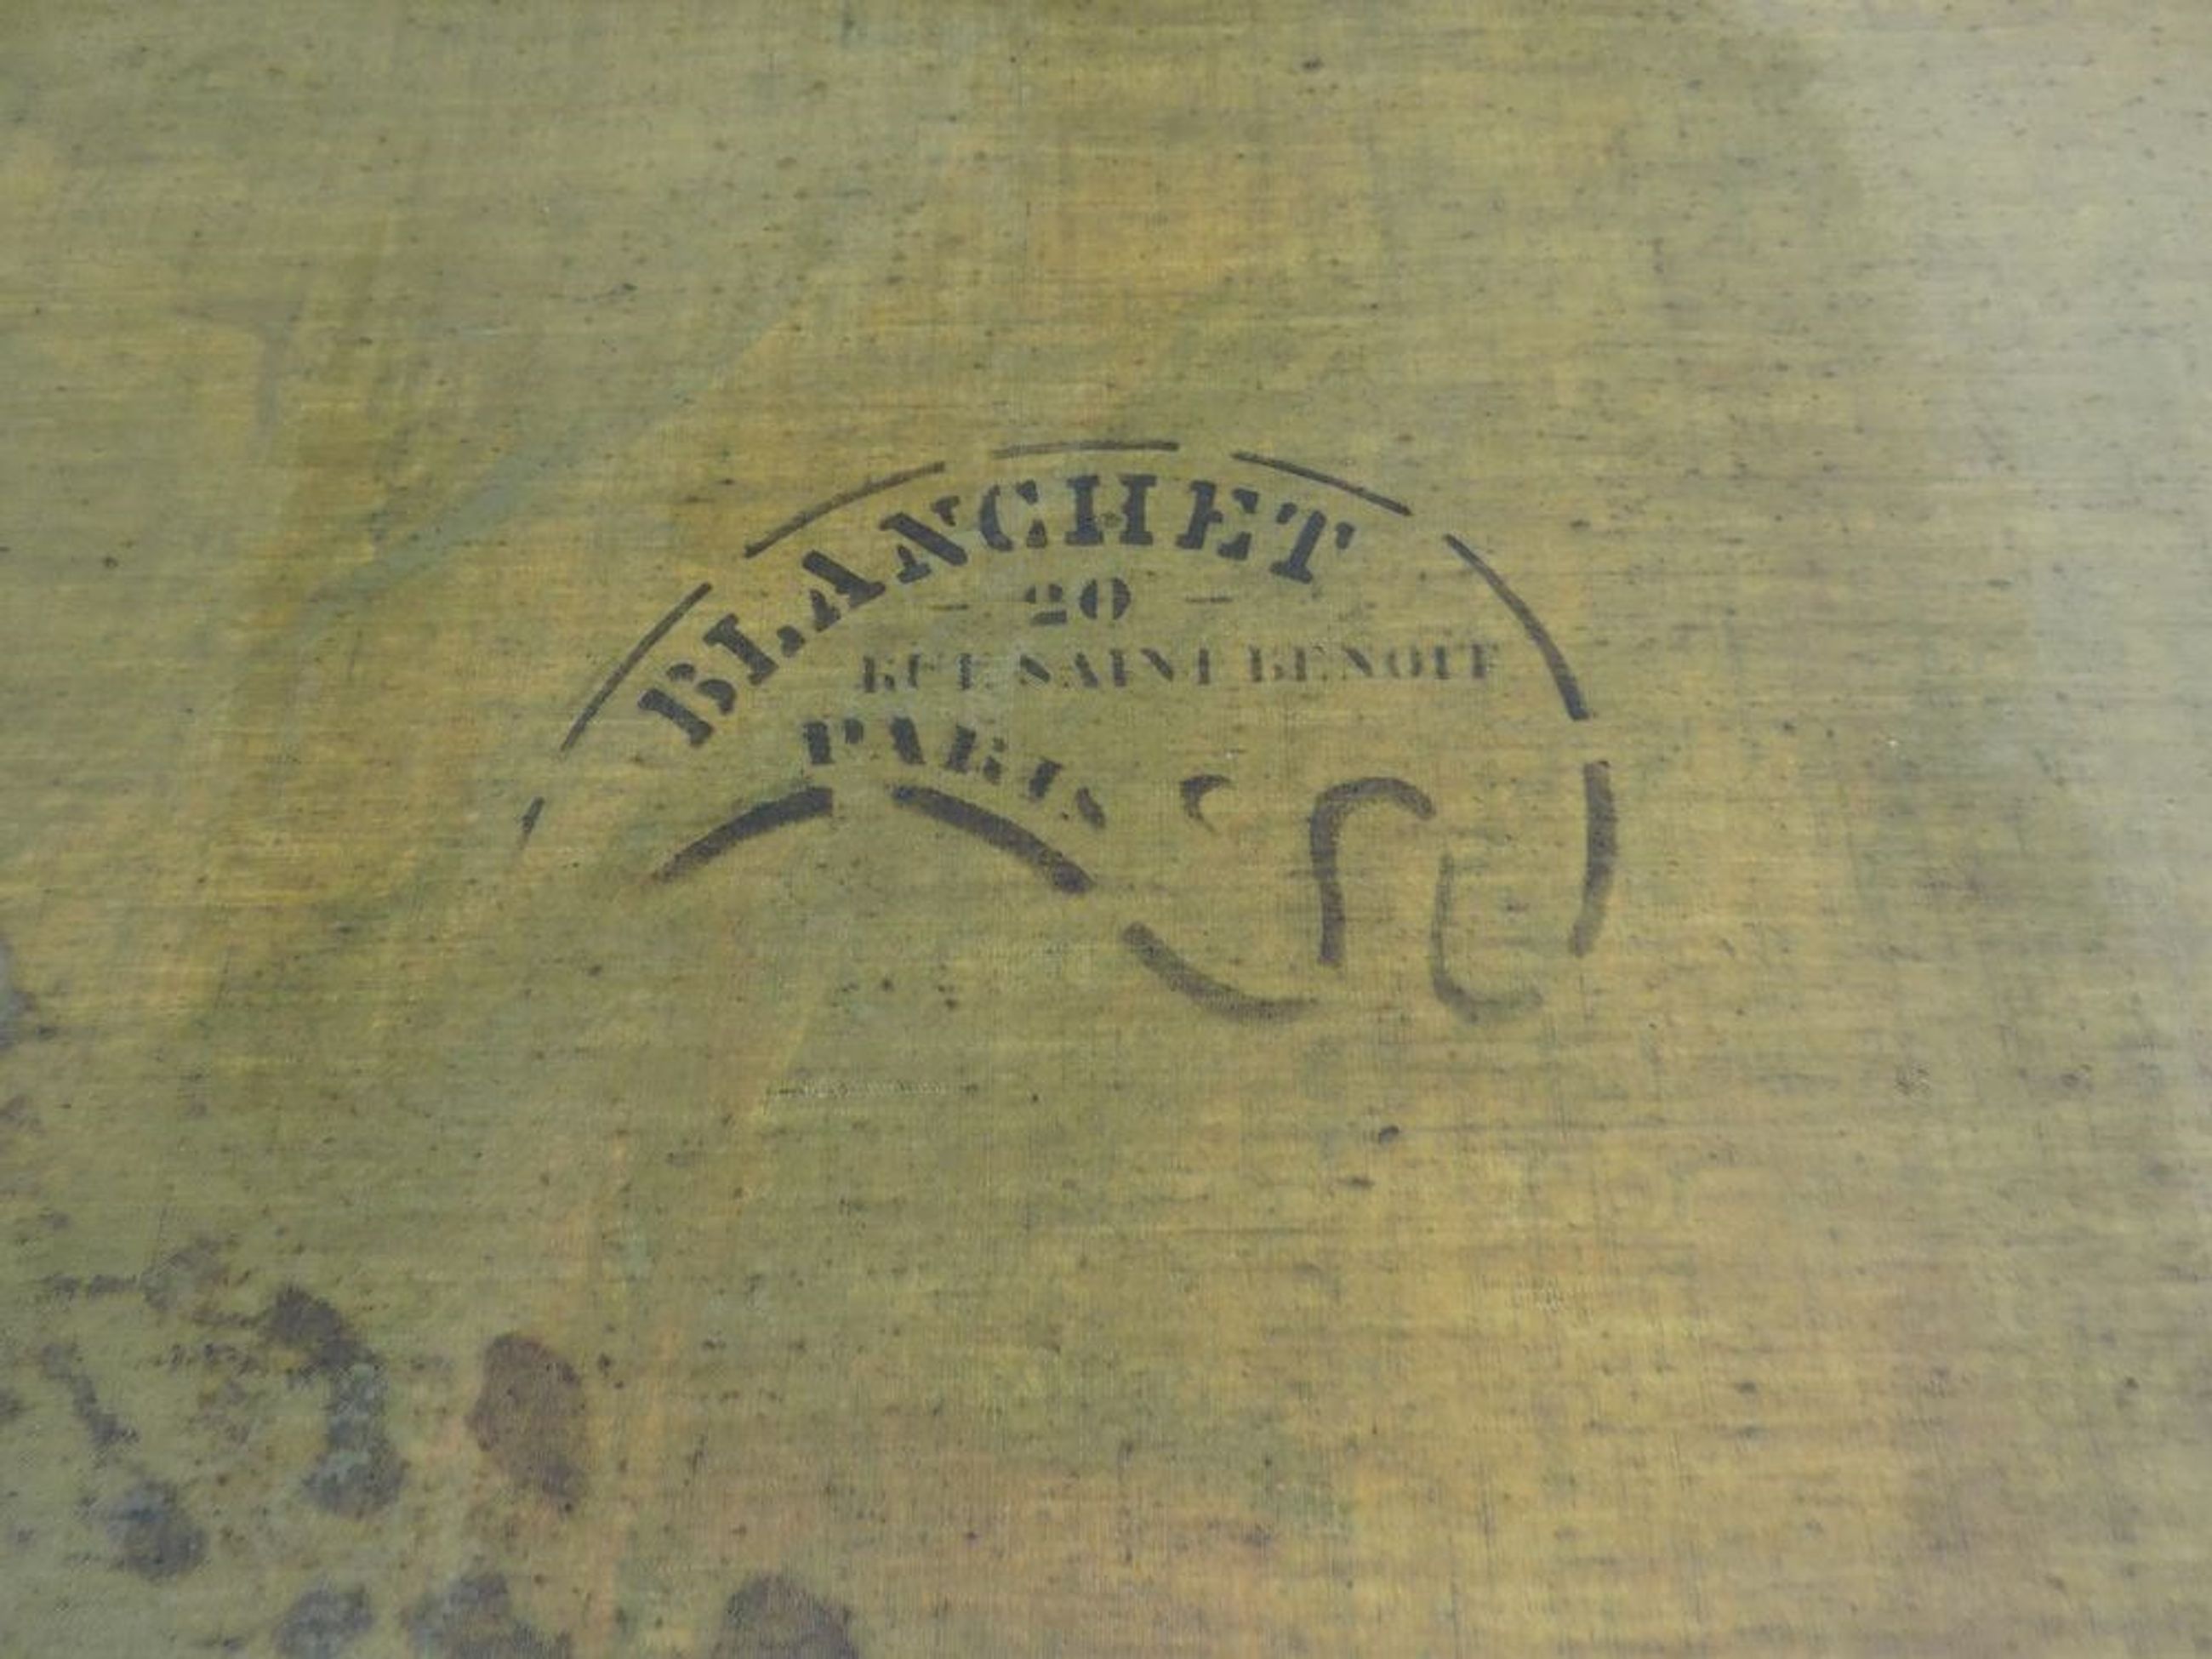 BLANCHET
- 20 -
RUE SAINT BENOIT
PARIS